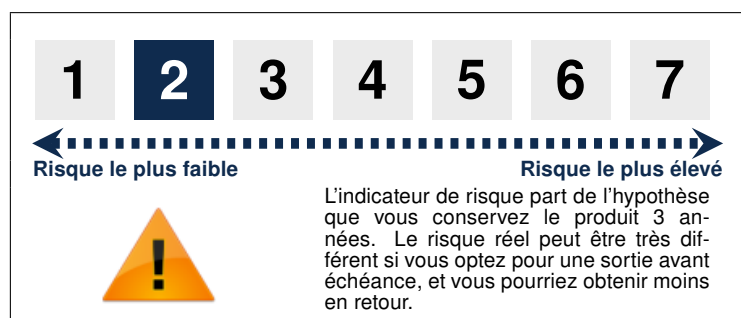 1 2 3 4 5 6 7
Risque le plus faible Risque le plus élevé
L'indicateur de risque part de l'hypothèse
que vous conservez le produit 3 an-
nées. Le risque réel peut être très dif-
férent si vous optez pour une sortie avant
échéance, et vous pourriez obtenir moins
en retour.